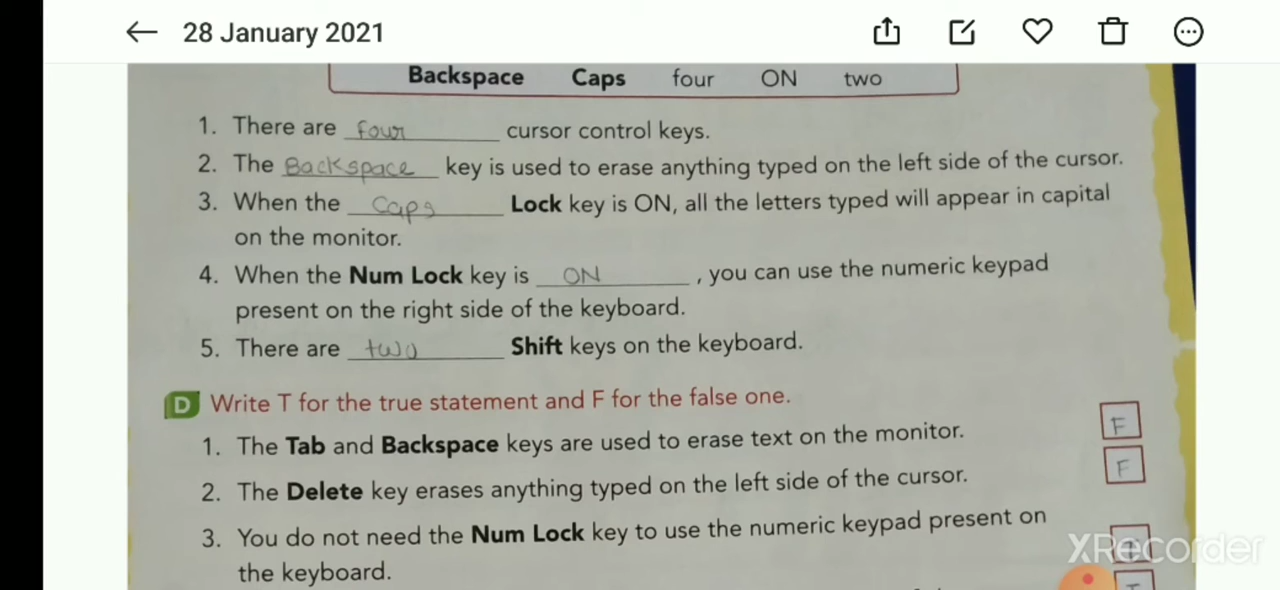 28 January 2021
Backspace Caps four ON two
1. There are four cursor control keys.
2. The Backspace key is used to erase anything typed on the left side of the cursor.
3. When the Caps Lock key is ON, all the letters typed will appear in capital
on the monitor.
4. When the Num Lock key is ON, you can use the numeric keypad
present on the right side of the keyboard.
5. There are two Shift keys on the keyboard.
D Write T for the true statement and F for the false one.
1. The Tab and Backspace keys are used to erase text on the monitor. F
2. The Delete key erases anything typed on the left side of the cursor. F
3. You do not need the Num Lock key to use the numeric keypad present on
the keyboard.
XRecorder